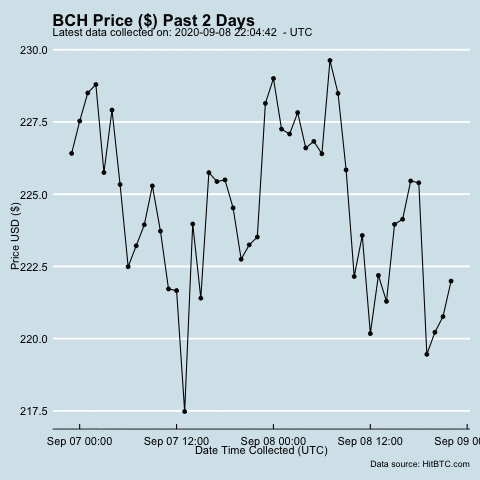 BCH Price ($) Past 2 Days
Latest data collected on: 2020-09-08 22:04:42 - UTC
230.0
227.5
225.0
222.5
220.0
217.5
Price USD ($)
Sep 07 00:00 Sep 07 12:00 Sep 08 00:00 Sep 08 12:00 Sep 09 0
Date Time Collected (UTC)
Data source: HitBTC.com